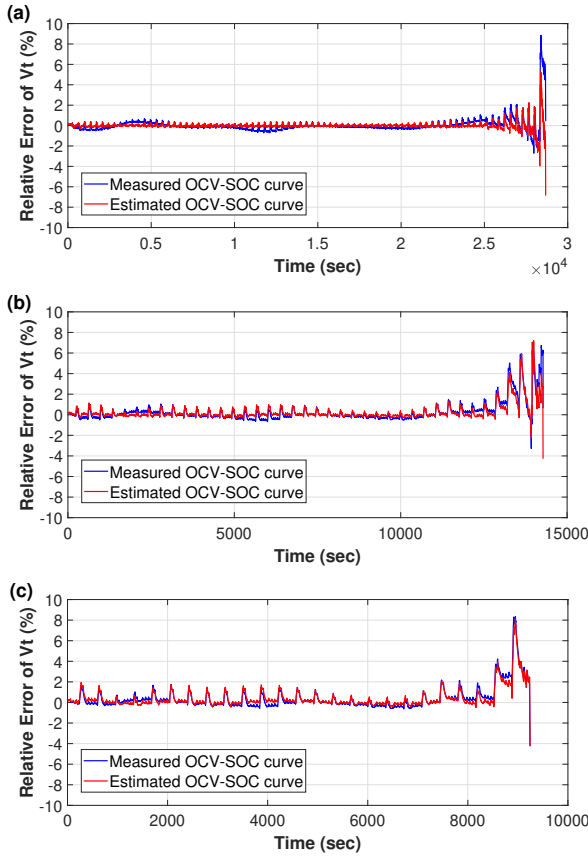 (a)
10
8
6
4
2
0
-2
-4
-6
-8
-10
Relative Error of Vt (%)
Measured OCV-SOC curve
Estimated OCV-SOC curve
0 0.5 1 1.5 2 2.5 3
Time (sec)
×10^4
(b)
10
8
6
4
2
0
-2
-4
-6
-8
-10
Relative Error of Vt (%)
Measured OCV-SOC curve
Estimated OCV-SOC curve
0 5000 10000 15000
Time (sec)
(c)
10
8
6
4
2
0
-2
-4
-6
-8
-10
Relative Error of Vt (%)
Measured OCV-SOC curve
Estimated OCV-SOC curve
0 2000 4000 6000 8000 10000
Time (sec)